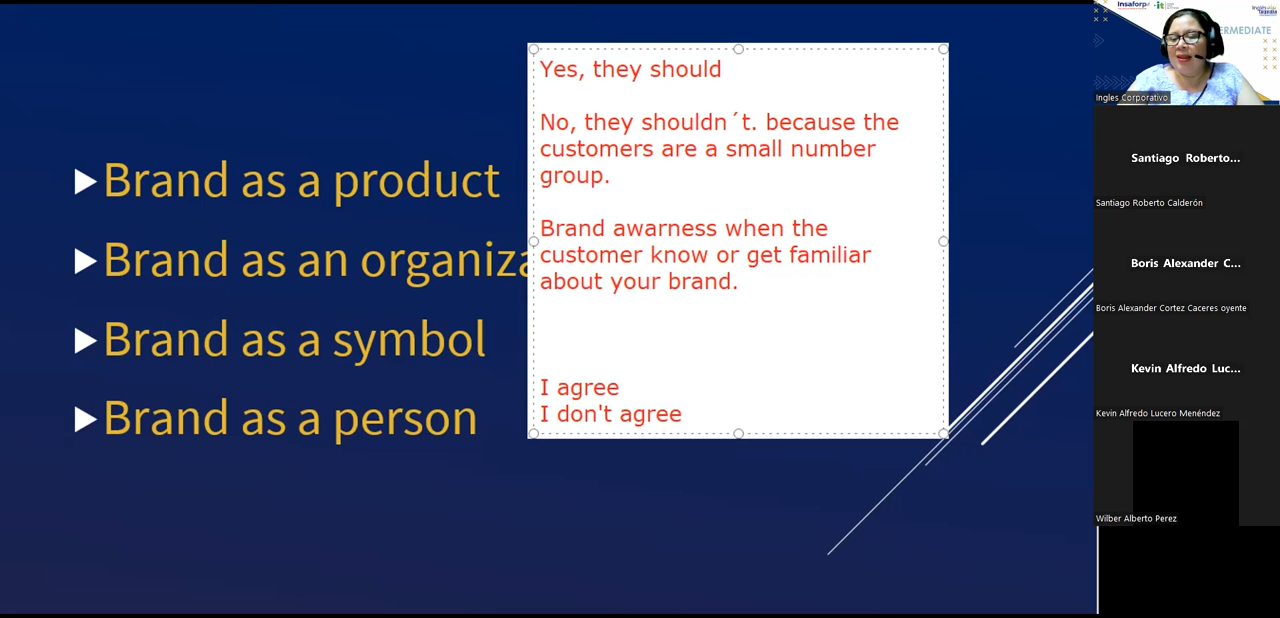 Brand as a product
Brand as an organiza
Brand as a symbol
Brand as a person
Yes, they should
No, they shouldn´t. because the
customers are a small number
group.
Brand awarness when the
customer know or get familiar
about your brand.
I agree
I don't agree
Insaforp
ERMEDIATE
Ingles Corporativo
Santiago Roberto...
Santiago Roberto Calderón
Boris Alexander C...
Boris Alexander Cortez Caceres oyente
Kevin Alfredo Luc...
Kevin Alfredo Lucero Menéndez
Wilber Alberto Perez